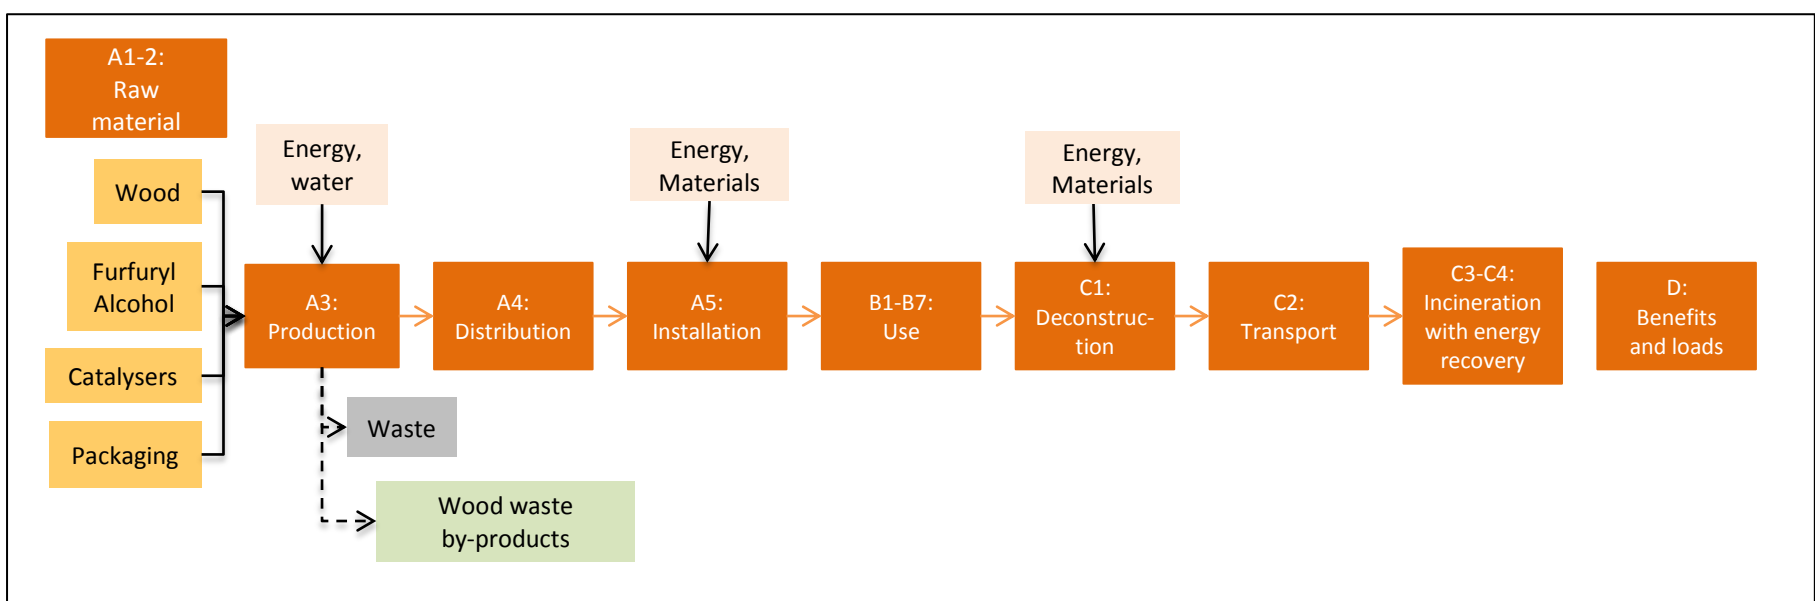 A1-2:
Raw
material
Wood
Furfuryl
Alcohol
Catalysers
Packaging
Energy,
water
A3:
Production
Waste
Wood waste
by-products
A4:
Distribution
Energy,
Materials
A5:
Installation
B1-B7:
Use
Energy,
Materials
C1:
Deconstruc-
tion
C2:
Transport
C3-C4:
Incineration
with energy
recovery
D:
Benefits
and loads